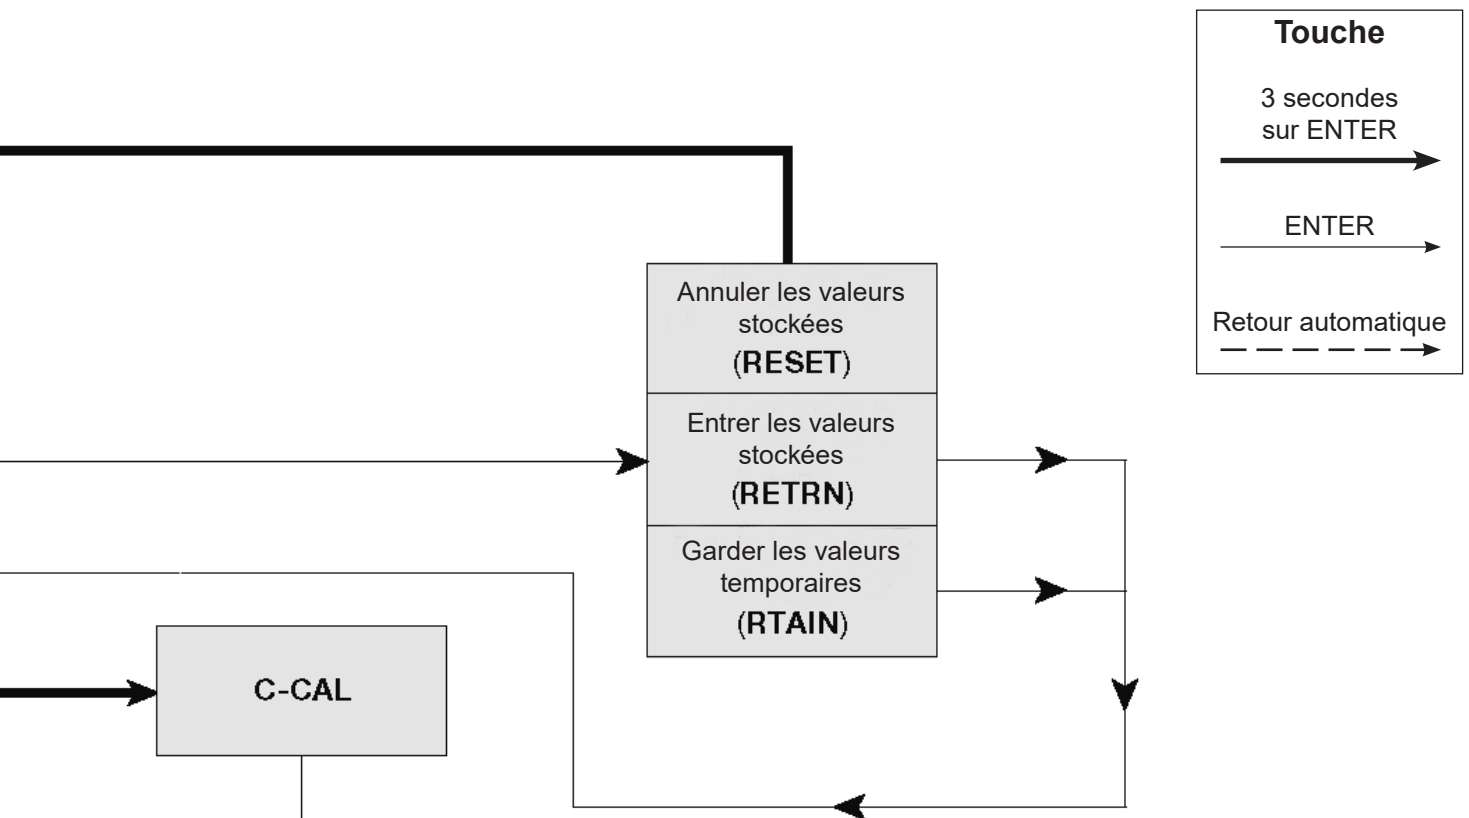 Touche
3 secondes
sur ENTER
ENTER
Retour automatique
Annuler les valeurs
stockées
(RESET)
Entrer les valeurs
stockées
(RETRN)
Garder les valeurs
temporaires
(RTAIN)
C-CAL